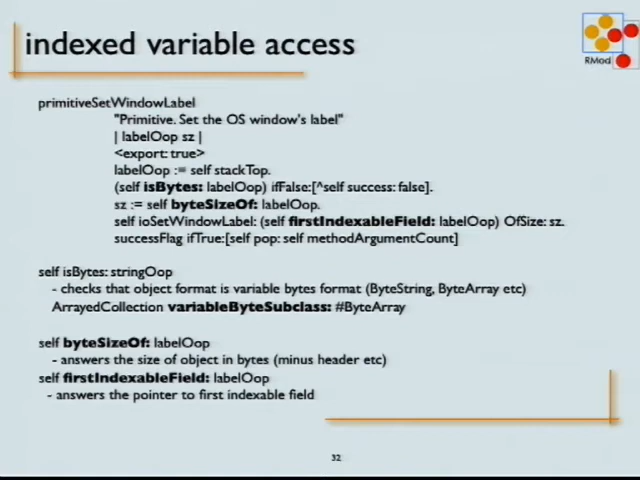 indexed variable access
RMod
primitiveSetWindowLabel
"Primitive. Set the OS window's label"
| labelOop sz |
<export: true>
labelOop := self stackTop.
(self isBytes: labelOop) ifFalse:[^self success: false].
sz := self byteSizeOf: labelOop.
self ioSetWindowLabel: (self firstIndexableField: labelOop) OfSize: sz.
successFlag ifTrue:[self pop: self methodArgumentCount]
self isBytes: stringOop
- checks that object format is variable bytes format (ByteString, ByteArray etc)
ArrayedCollection variableByteSubclass: #ByteArray
self byteSizeOf: labelOop
- answers the size of object in bytes (minus header etc)
self firstIndexableField: labelOop
- answers the pointer to first indexable field
32